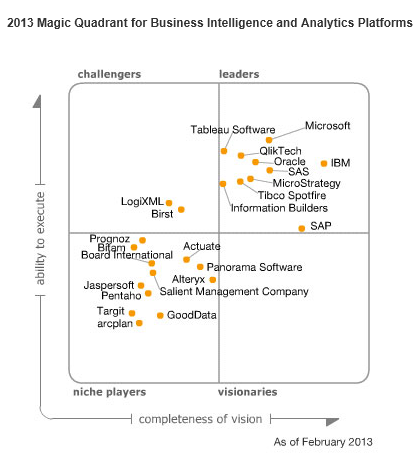 2013 Magic Quadrant for Business Intelligence and Analytics Platforms
challengers
leaders
Tableau Software
Microsoft
QlikTech
Oracle
IBM
SAS
MicroStrategy
Tibco Spotfire
LogiXML
Birst
Information Builders
SAP
Prognoz
Bitam
Board International
Actuate
Panorama Software
Alteryx
Jaspersoft
Pentaho
Salient Management Company
Targit
arcplan
GoodData
ability to execute
niche players
visionaries
completeness of vision
As of February 2013